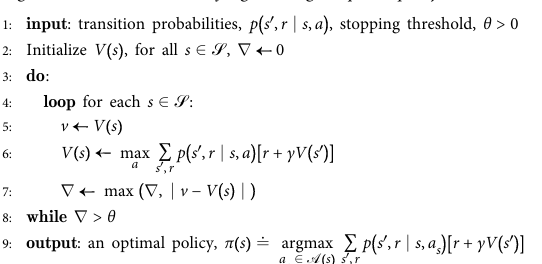 1: input: transition probabilities, p(s′, r | s, a), stopping threshold, θ > 0
2: Initialize V(s), for all s ∈ 𝒮, ∇ ← 0
3: do:
4: loop for each s ∈ 𝒮:
5: v ← V(s)
6: V(s) ← max_a ∑_{s′,r} p(s′, r | s, a)[r + γV(s′)]
7: ∇ ← max (∇, | v − V(s) | )
8: while ∇ > θ
9: output: an optimal policy, π(s) ≐ argmax_{a ∈ 𝒜(s)} ∑_{s′,r} p(s′, r | s, a_s)[r + γV(s′)]